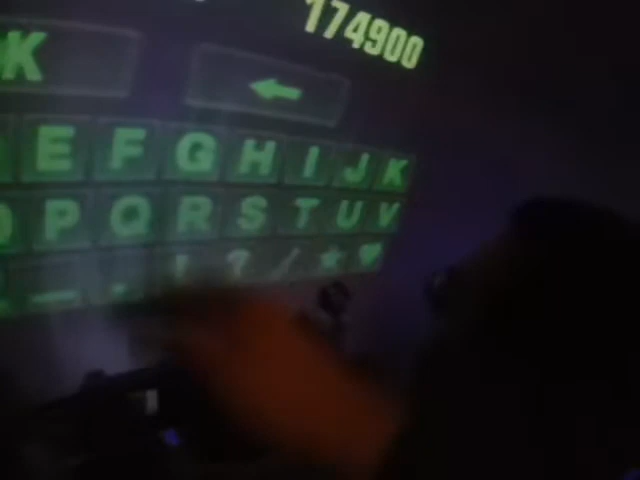 174900
K ←
E F G H I J K
P Q R S T U V
_ . ! ? / ★ ♥